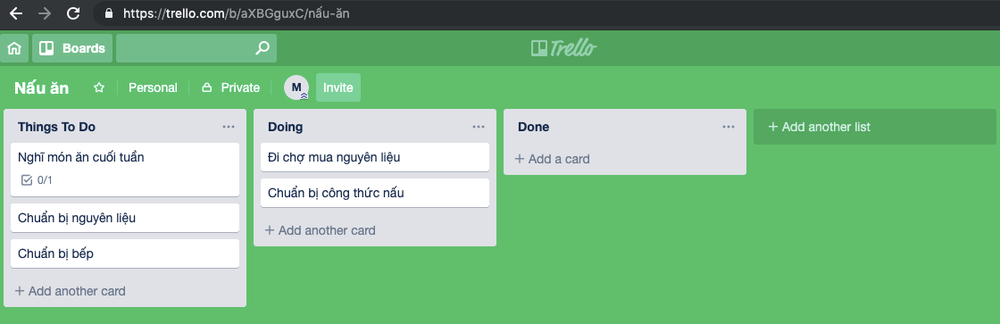 https://trello.com/b/aXBGguxC/nấu-ăn
Boards
Trello
Nấu ăn
Personal
Private
M
Invite
Things To Do
Nghĩ món ăn cuối tuần
0/1
Chuẩn bị nguyên liệu
Chuẩn bị bếp
+ Add another card
Doing
Đi chợ mua nguyên liệu
Chuẩn bị công thức nấu
+ Add another card
Done
+ Add a card
+ Add another list